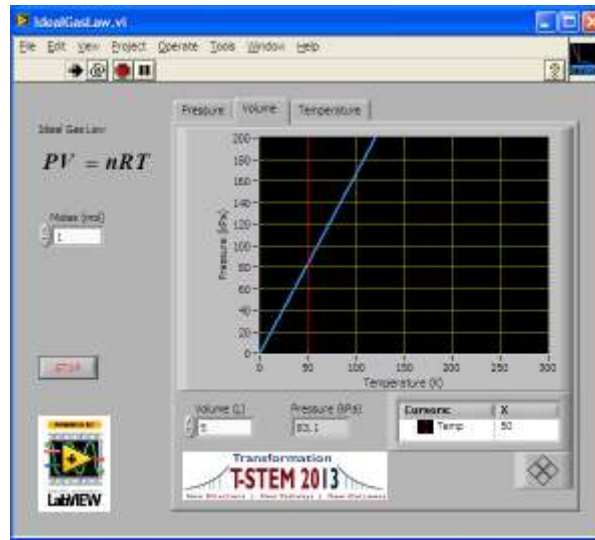 IdealGasLaw.vi
File Edit View Project Operate Tools Window Help
Pressure Volume Temperature
Ideal Gas Law
PV = nRT
Moles (mol)
1
STOP
Pressure (kPa)
200
180
160
140
120
100
80
60
40
20
0
0 50 100 150 200 250 300
Temperature (K)
Volume (L)
5
Pressure (kPa)
83.1
Cursors: X
Temp 50
LabVIEW
Transformation
T-STEM 2013